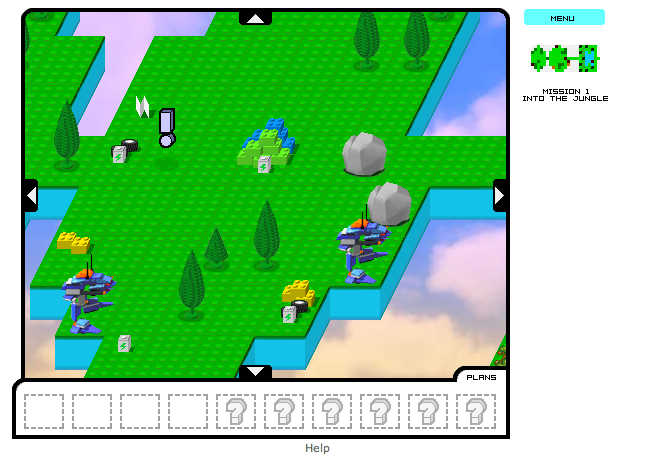 MENU
MISSION 1
INTO THE JUNGLE
PLANS
? ? ? ? ? ?
Help